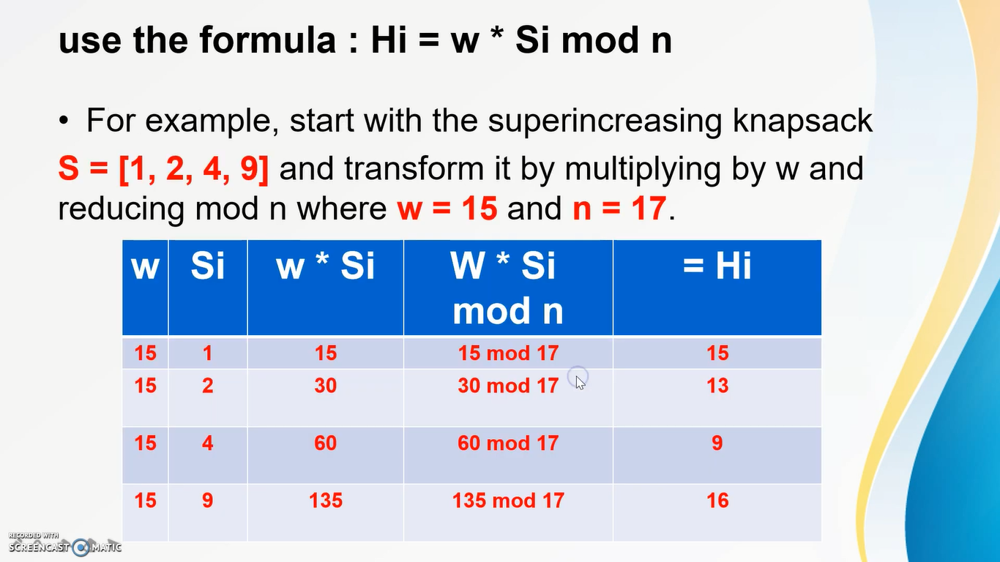 use the formula : Hi = w * Si mod n
• For example, start with the superincreasing knapsack
S = [1, 2, 4, 9] and transform it by multiplying by w and
reducing mod n where w = 15 and n = 17.
w Si w * Si W * Si = Hi
mod n
15 1 15 15 mod 17 15
15 2 30 30 mod 17 13
15 4 60 60 mod 17 9
15 9 135 135 mod 17 16
RECORDED WITH
SCREENCAST MATIC